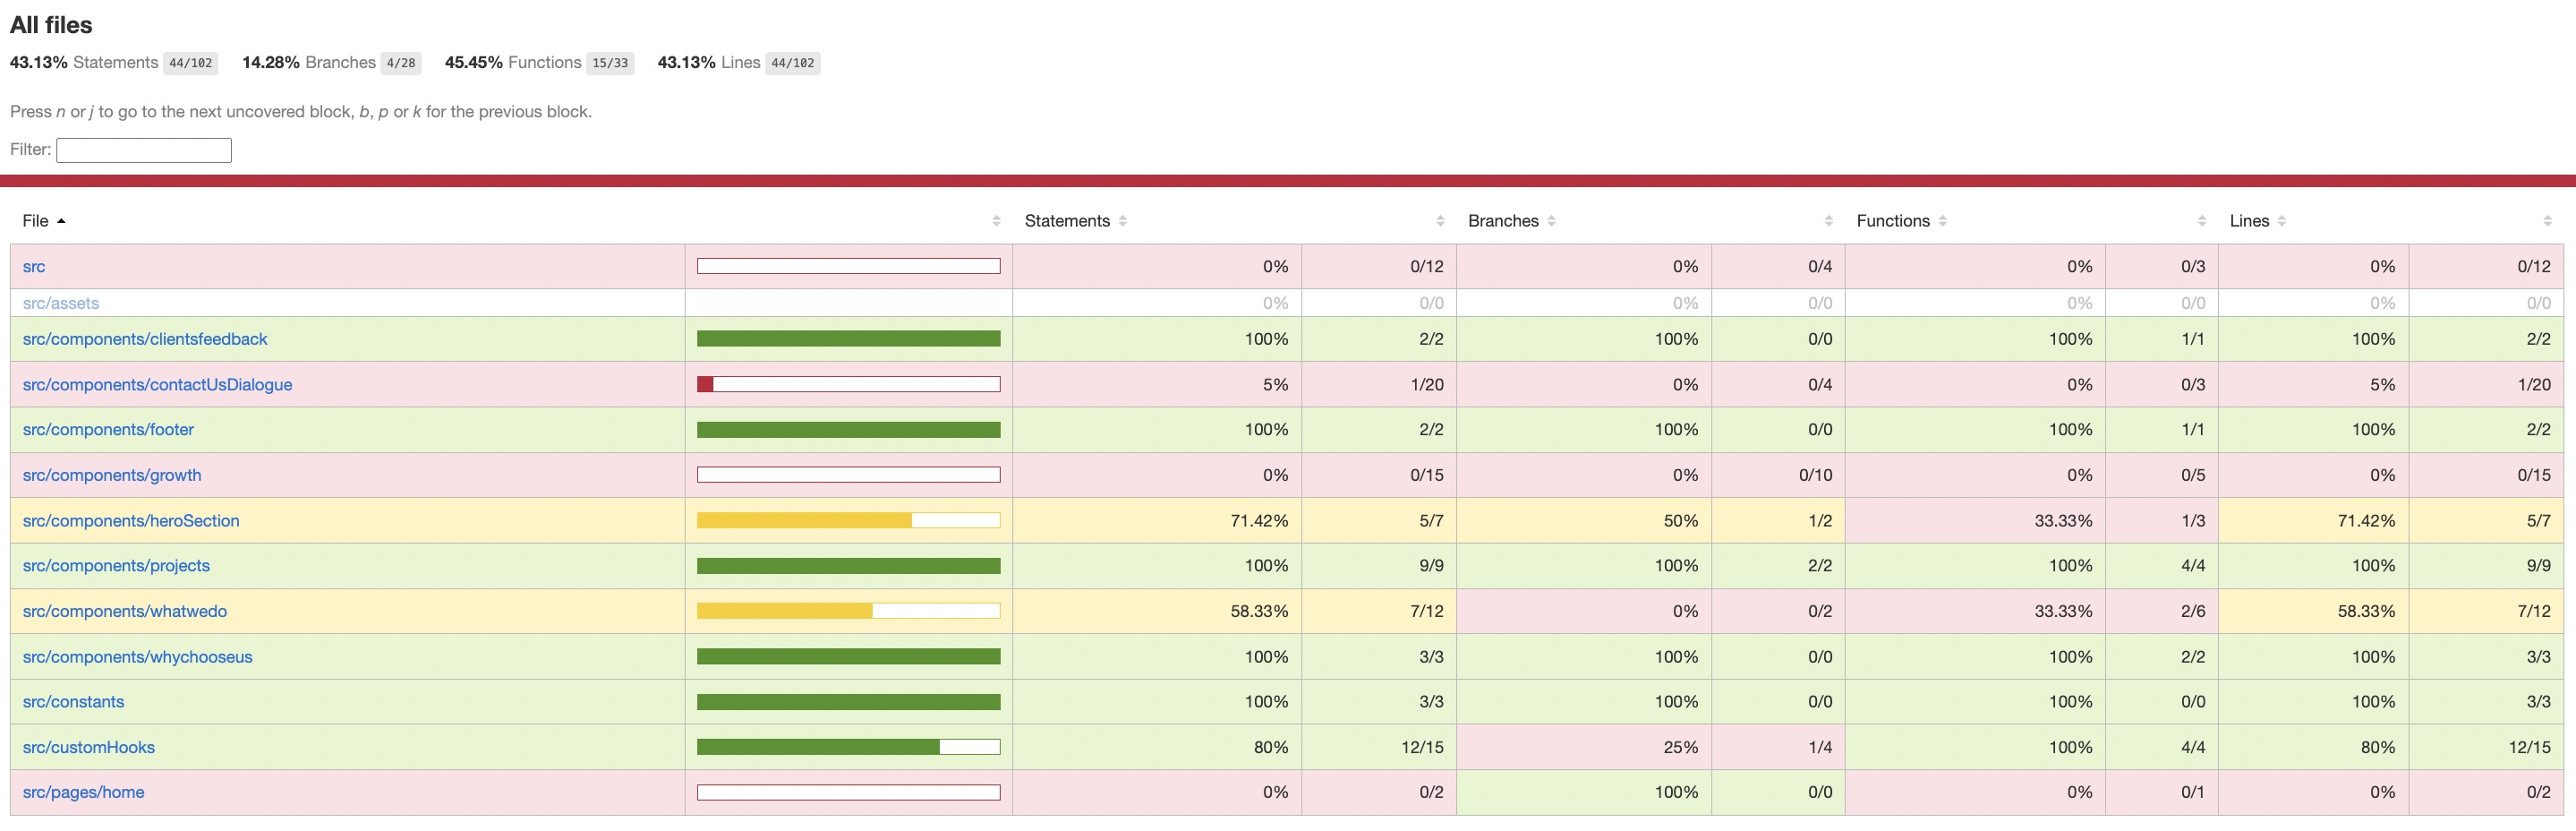 All files
43.13% Statements 44/102 14.28% Branches 4/28 45.45% Functions 15/33 43.13% Lines 44/102
Press n or j to go to the next uncovered block, b, p or k for the previous block.
Filter:
File Statements Branches Functions Lines
src 0% 0/12 0% 0/4 0% 0/3 0% 0/12
src/assets 0% 0/0 0% 0/0 0% 0/0 0% 0/0
src/components/clientsfeedback 100% 2/2 100% 0/0 100% 1/1 100% 2/2
src/components/contactUsDialogue 5% 1/20 0% 0/4 0% 0/3 5% 1/20
src/components/footer 100% 2/2 100% 0/0 100% 1/1 100% 2/2
src/components/growth 0% 0/15 0% 0/10 0% 0/5 0% 0/15
src/components/heroSection 71.42% 5/7 50% 1/2 33.33% 1/3 71.42% 5/7
src/components/projects 100% 9/9 100% 2/2 100% 4/4 100% 9/9
src/components/whatwedo 58.33% 7/12 0% 0/2 33.33% 2/6 58.33% 7/12
src/components/whychooseus 100% 3/3 100% 0/0 100% 2/2 100% 3/3
src/constants 100% 3/3 100% 0/0 100% 0/0 100% 3/3
src/customHooks 80% 12/15 25% 1/4 100% 4/4 80% 12/15
src/pages/home 0% 0/2 100% 0/0 0% 0/1 0% 0/2